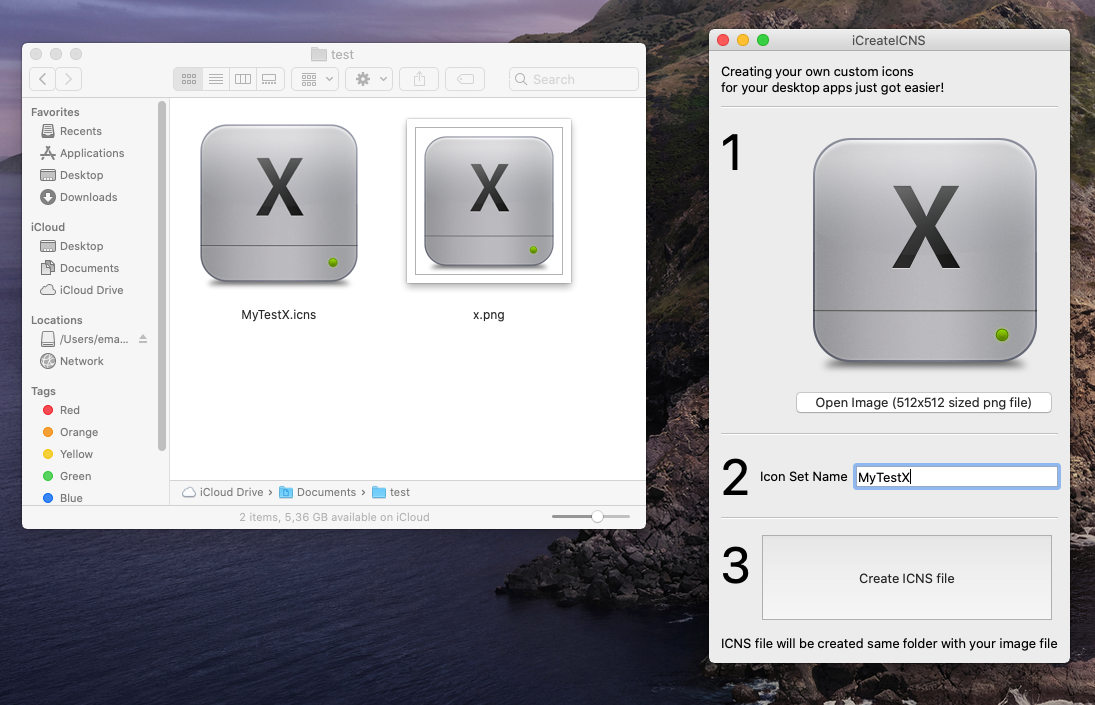 test
Search
Favorites
Recents
Applications
Desktop
Downloads
iCloud
Desktop
Documents
iCloud Drive
Locations
/Users/ema...
Network
Tags
Red
Orange
Yellow
Green
Blue
X
X
MyTestX.icns
x.png
iCloud Drive › Documents › test
2 items, 5,36 GB available on iCloud
iCreateICNS
Creating your own custom icons
for your desktop apps just got easier!
1
X
Open Image (512x512 sized png file)
2 Icon Set Name MyTestX
3
Create ICNS file
ICNS file will be created same folder with your image file